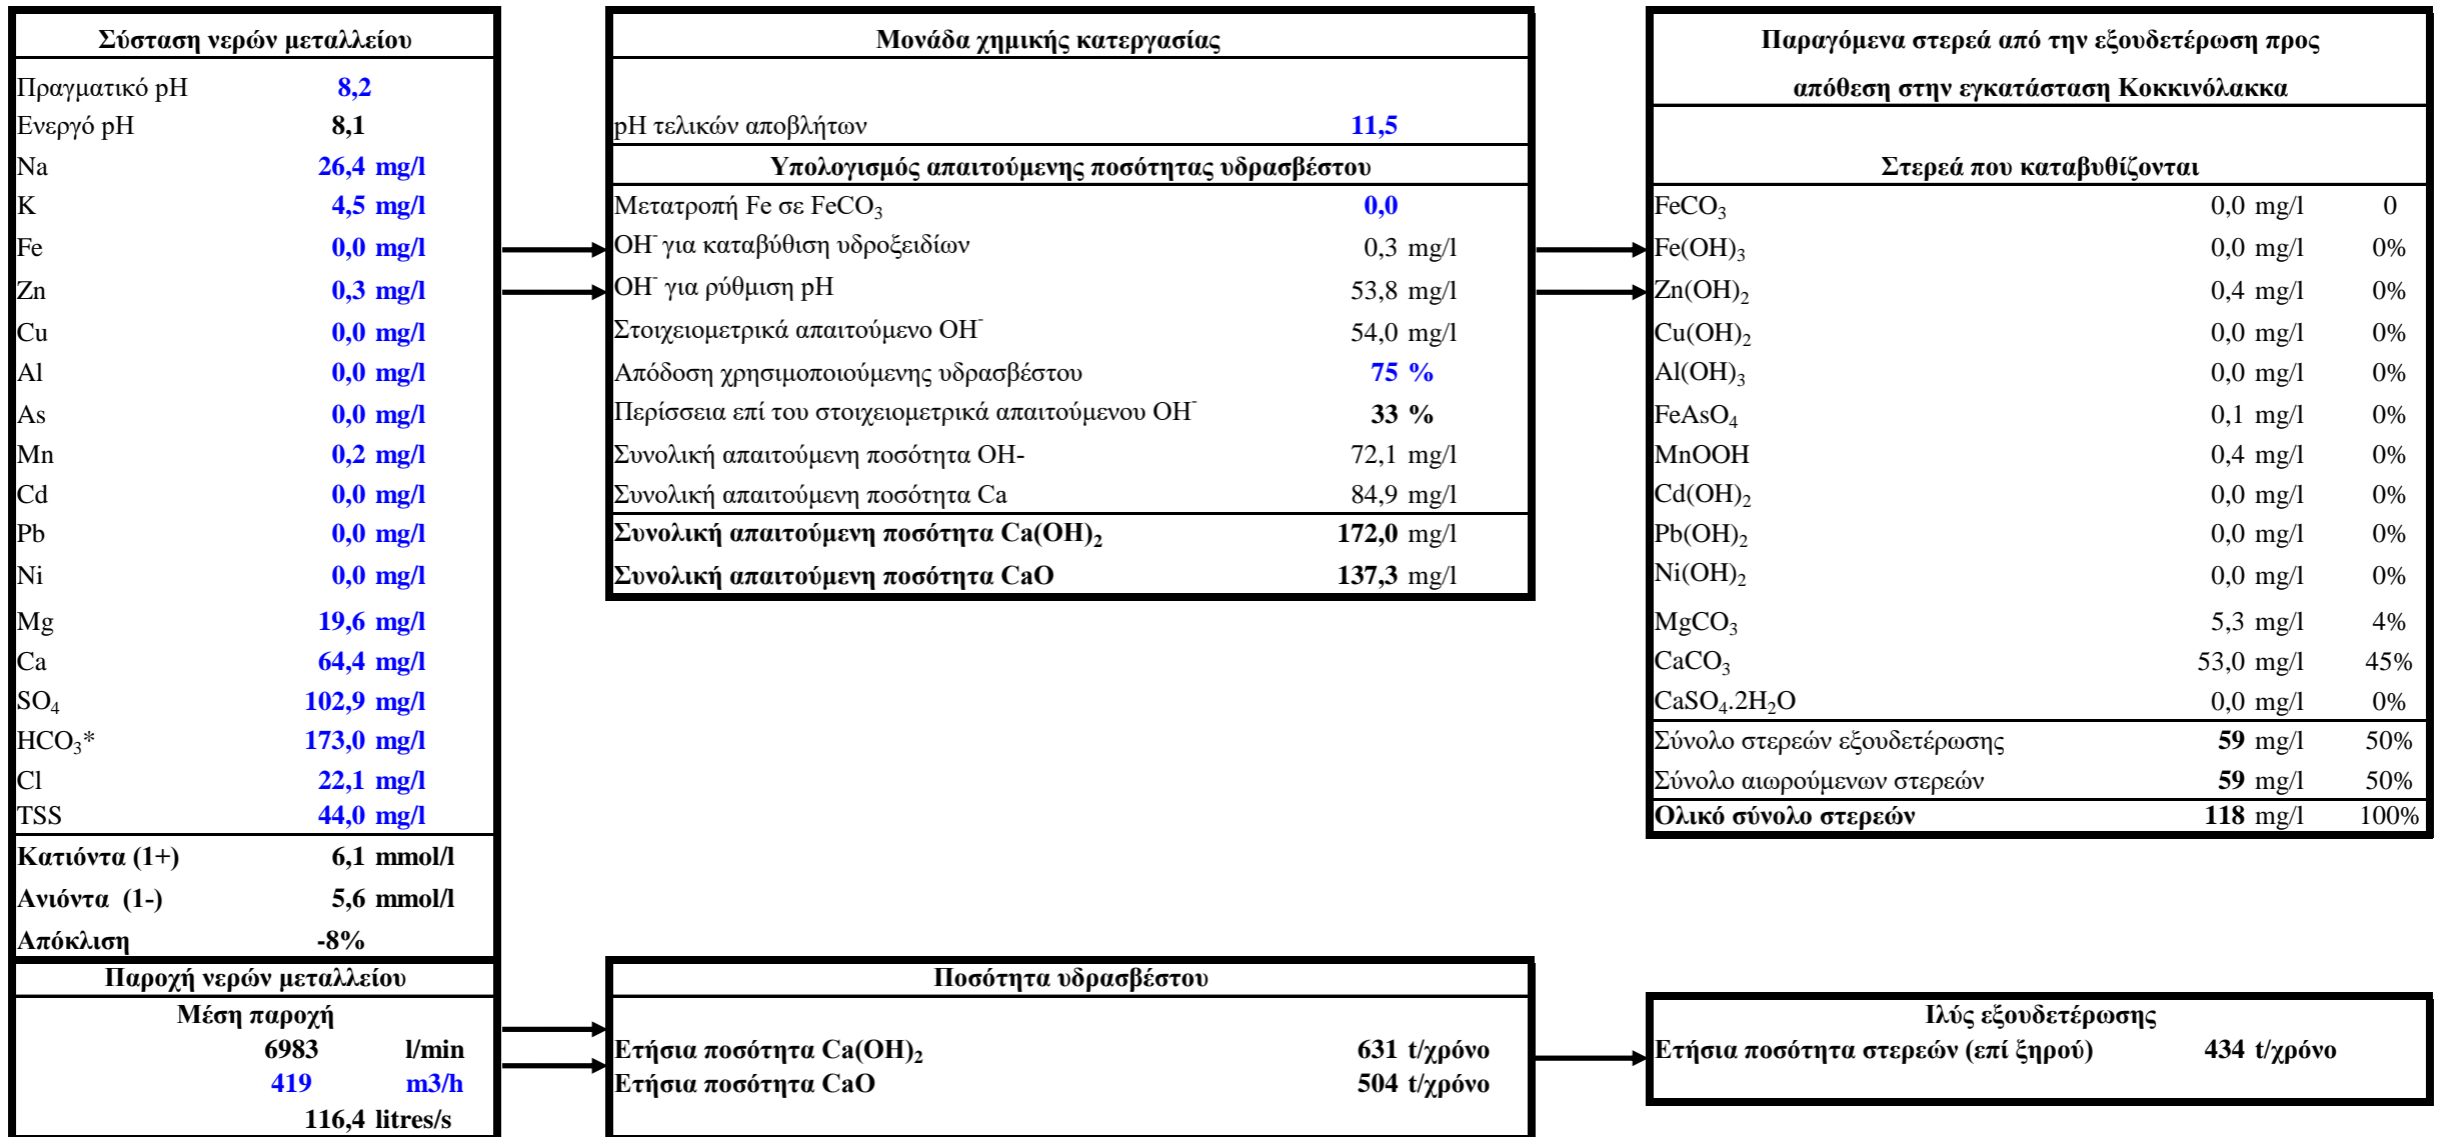 Σύσταση νερών μεταλλείου
Πραγματικό pH 8,2
Ενεργό pH 8,1
Na 26,4 mg/l
K 4,5 mg/l
Fe 0,0 mg/l
Zn 0,3 mg/l
Cu 0,0 mg/l
Al 0,0 mg/l
As 0,0 mg/l
Mn 0,2 mg/l
Cd 0,0 mg/l
Pb 0,0 mg/l
Ni 0,0 mg/l
Mg 19,6 mg/l
Ca 64,4 mg/l
SO₄ 102,9 mg/l
HCO₃* 173,0 mg/l
Cl 22,1 mg/l
TSS 44,0 mg/l
Κατιόντα (1+) 6,1 mmol/l
Ανιόντα (1-) 5,6 mmol/l
Απόκλιση -8%
Παροχή νερών μεταλλείου
Μέση παροχή
6983 l/min
419 m3/h
116,4 litres/s
Μονάδα χημικής κατεργασίας
pH τελικών αποβλήτων 11,5
Υπολογισμός απαιτούμενης ποσότητας υδρασβέστου
Μετατροπή Fe σε FeCO₃ 0,0
OH⁻ για καταβύθιση υδροξειδίων 0,3 mg/l
OH⁻ για ρύθμιση pH 53,8 mg/l
Στοιχειομετρικά απαιτούμενο OH⁻ 54,0 mg/l
Απόδοση χρησιμοποιούμενης υδρασβέστου 75 %
Περίσσεια επί του στοιχειομετρικά απαιτούμενου OH⁻ 33 %
Συνολική απαιτούμενη ποσότητα OH- 72,1 mg/l
Συνολική απαιτούμενη ποσότητα Ca 84,9 mg/l
Συνολική απαιτούμενη ποσότητα Ca(OH)₂ 172,0 mg/l
Συνολική απαιτούμενη ποσότητα CaO 137,3 mg/l
Ποσότητα υδρασβέστου
Ετήσια ποσότητα Ca(OH)₂ 631 t/χρόνο
Ετήσια ποσότητα CaO 504 t/χρόνο
Παραγόμενα στερεά από την εξουδετέρωση προς
απόθεση στην εγκατάσταση Κοκκινόλακκα
Στερεά που καταβυθίζονται
FeCO₃ 0,0 mg/l 0
Fe(OH)₃ 0,0 mg/l 0%
Zn(OH)₂ 0,4 mg/l 0%
Cu(OH)₂ 0,0 mg/l 0%
Al(OH)₃ 0,0 mg/l 0%
FeAsO₄ 0,1 mg/l 0%
MnOOH 0,4 mg/l 0%
Cd(OH)₂ 0,0 mg/l 0%
Pb(OH)₂ 0,0 mg/l 0%
Ni(OH)₂ 0,0 mg/l 0%
MgCO₃ 5,3 mg/l 4%
CaCO₃ 53,0 mg/l 45%
CaSO₄.2H₂O 0,0 mg/l 0%
Σύνολο στερεών εξουδετέρωσης 59 mg/l 50%
Σύνολο αιωρούμενων στερεών 59 mg/l 50%
Ολικό σύνολο στερεών 118 mg/l 100%
Ιλύς εξουδετέρωσης
Ετήσια ποσότητα στερεών (επί ξηρού) 434 t/χρόνο